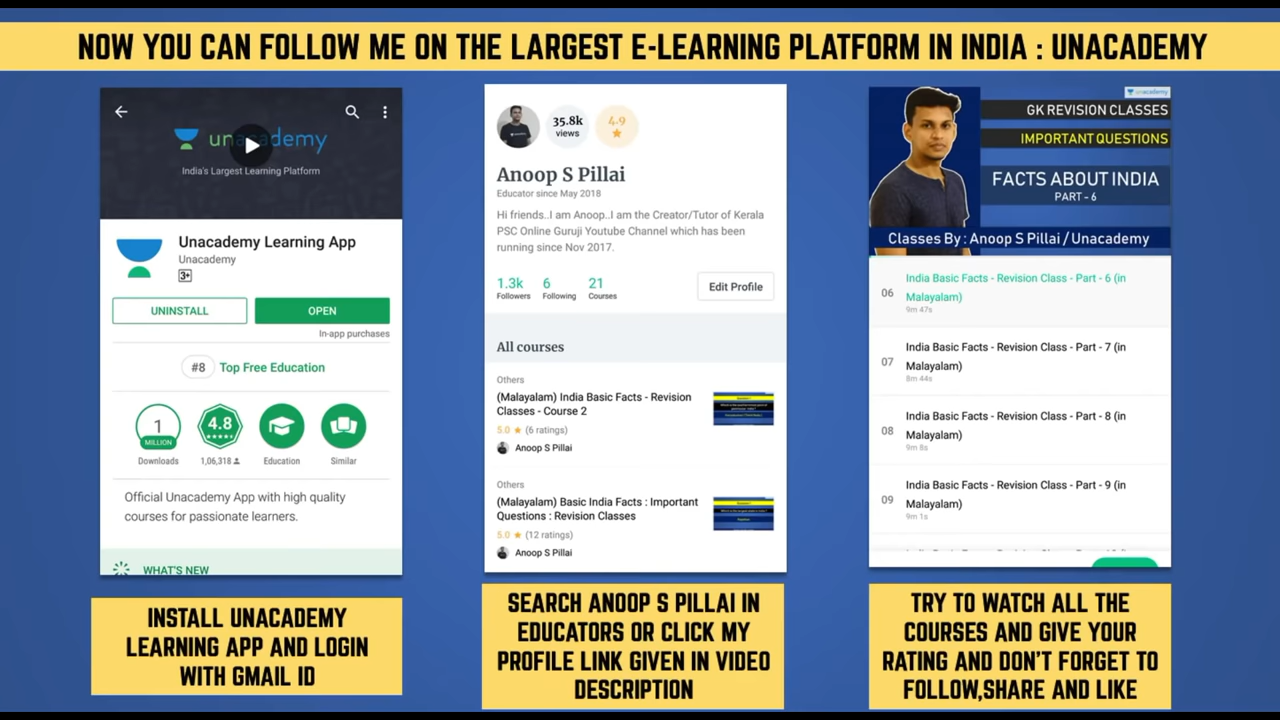 NOW YOU CAN FOLLOW ME ON THE LARGEST E-LEARNING PLATFORM IN INDIA : UNACADEMY
unacademy
India's Largest Learning Platform
Unacademy Learning App
Unacademy
3+
UNINSTALL
OPEN
In-app purchases
#8 Top Free Education
1
MILLION
4.8
Downloads
1,06,318
Education
Similar
Official Unacademy App with high quality
courses for passionate learners.
WHAT'S NEW
INSTALL UNACADEMY
LEARNING APP AND LOGIN
WITH GMAIL ID
35.8k
views
4.9
Anoop S Pillai
Educator since May 2018
Hi friends..I am Anoop..I am the Creator/Tutor of Kerala
PSC Online Guruji Youtube Channel which has been
running since Nov 2017.
1.3k
Followers
6
Following
21
Courses
Edit Profile
All courses
Others
(Malayalam) India Basic Facts - Revision
Classes - Course 2
5.0 ★ (6 ratings)
Anoop S Pillai
Others
(Malayalam) Basic India Facts : Important
Questions : Revision Classes
5.0 ★ (12 ratings)
Anoop S Pillai
SEARCH ANOOP S PILLAI IN
EDUCATORS OR CLICK MY
PROFILE LINK GIVEN IN VIDEO
DESCRIPTION
unacademy
GK REVISION CLASSES
IMPORTANT QUESTIONS
FACTS ABOUT INDIA
PART - 6
Classes By : Anoop S Pillai / Unacademy
06
India Basic Facts - Revision Class - Part - 6 (in
Malayalam)
9m 47s
07
India Basic Facts - Revision Class - Part - 7 (in
Malayalam)
8m 44s
08
India Basic Facts - Revision Class - Part - 8 (in
Malayalam)
9m 8s
09
India Basic Facts - Revision Class - Part - 9 (in
Malayalam)
9m 1s
TRY TO WATCH ALL THE
COURSES AND GIVE YOUR
RATING AND DON'T FORGET TO
FOLLOW,SHARE AND LIKE